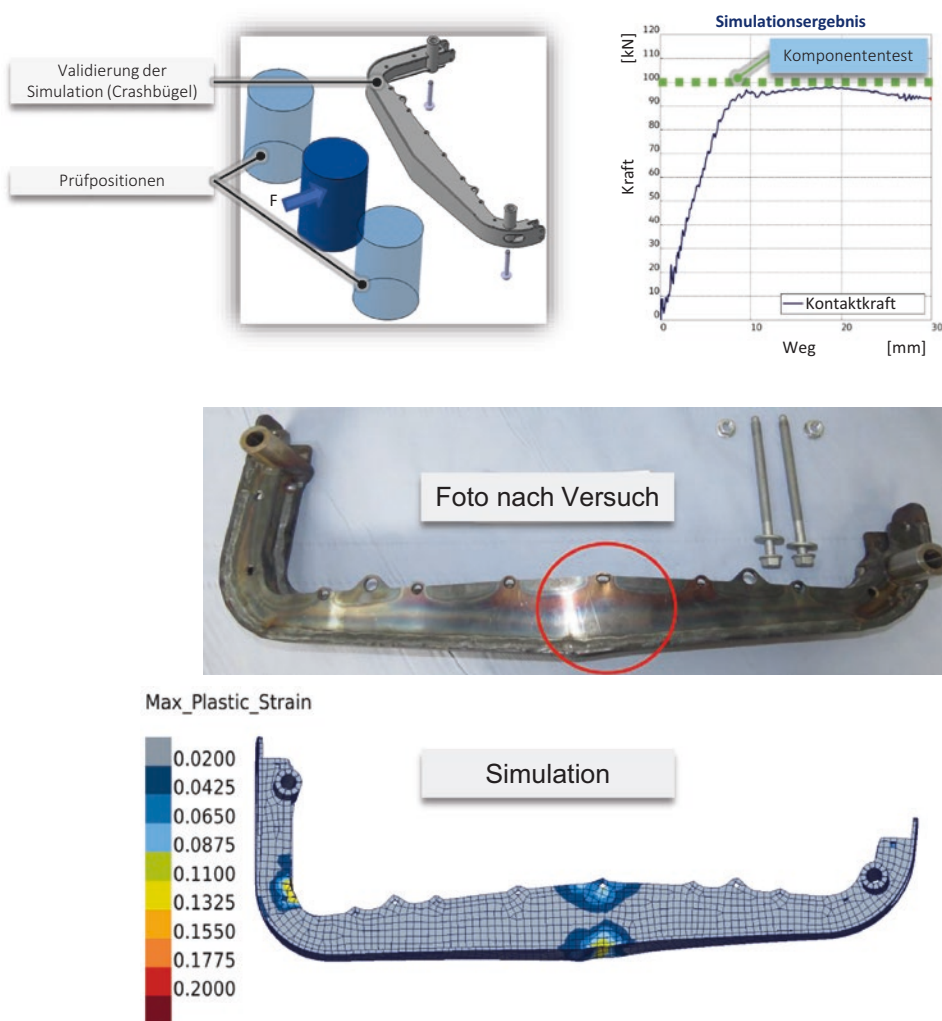 Validierung der
Simulation (Crashbügel)
Prüfpositionen
F
Simulationsergebnis
[kN]
Kraft
120
110
100
90
80
70
60
50
40
30
20
10
0
Komponententest
Kontaktkraft
0
10
20
30
Weg
[mm]
Foto nach Versuch
Max_Plastic_Strain
0.0200
0.0425
0.0650
0.0875
0.1100
0.1325
0.1550
0.1775
0.2000
Simulation